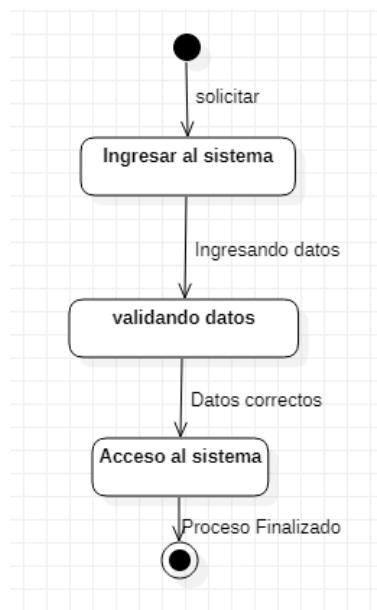 solicitar
Ingresar al sistema
Ingresando datos
validando datos
Datos correctos
Acceso al sistema
Proceso Finalizado